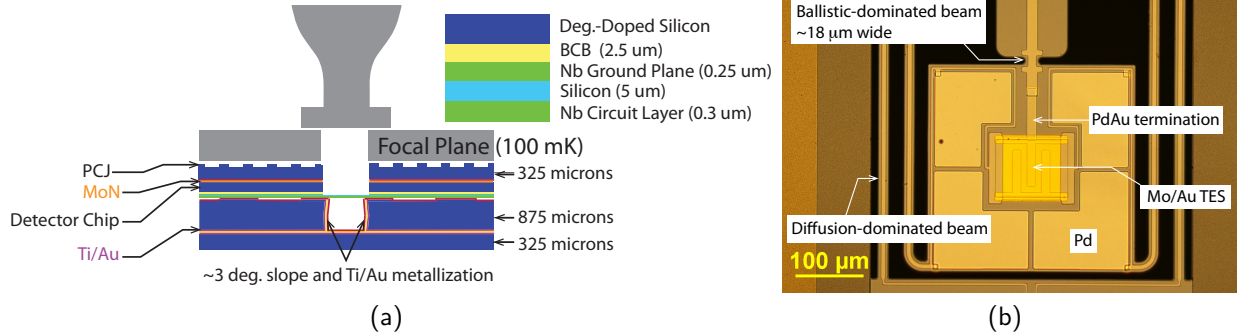 Deg.-Doped Silicon
BCB (2.5 um)
Nb Ground Plane (0.25 um)
Silicon (5 um)
Nb Circuit Layer (0.3 um)
Focal Plane (100 mK)
PCJ
MoN
Detector Chip
Ti/Au
325 microns
875 microns
325 microns
~3 deg. slope and Ti/Au metallization
(a)
Ballistic-dominated beam
~18 μm wide
PdAu termination
Mo/Au TES
Diffusion-dominated beam
Pd
100 μm
(b)